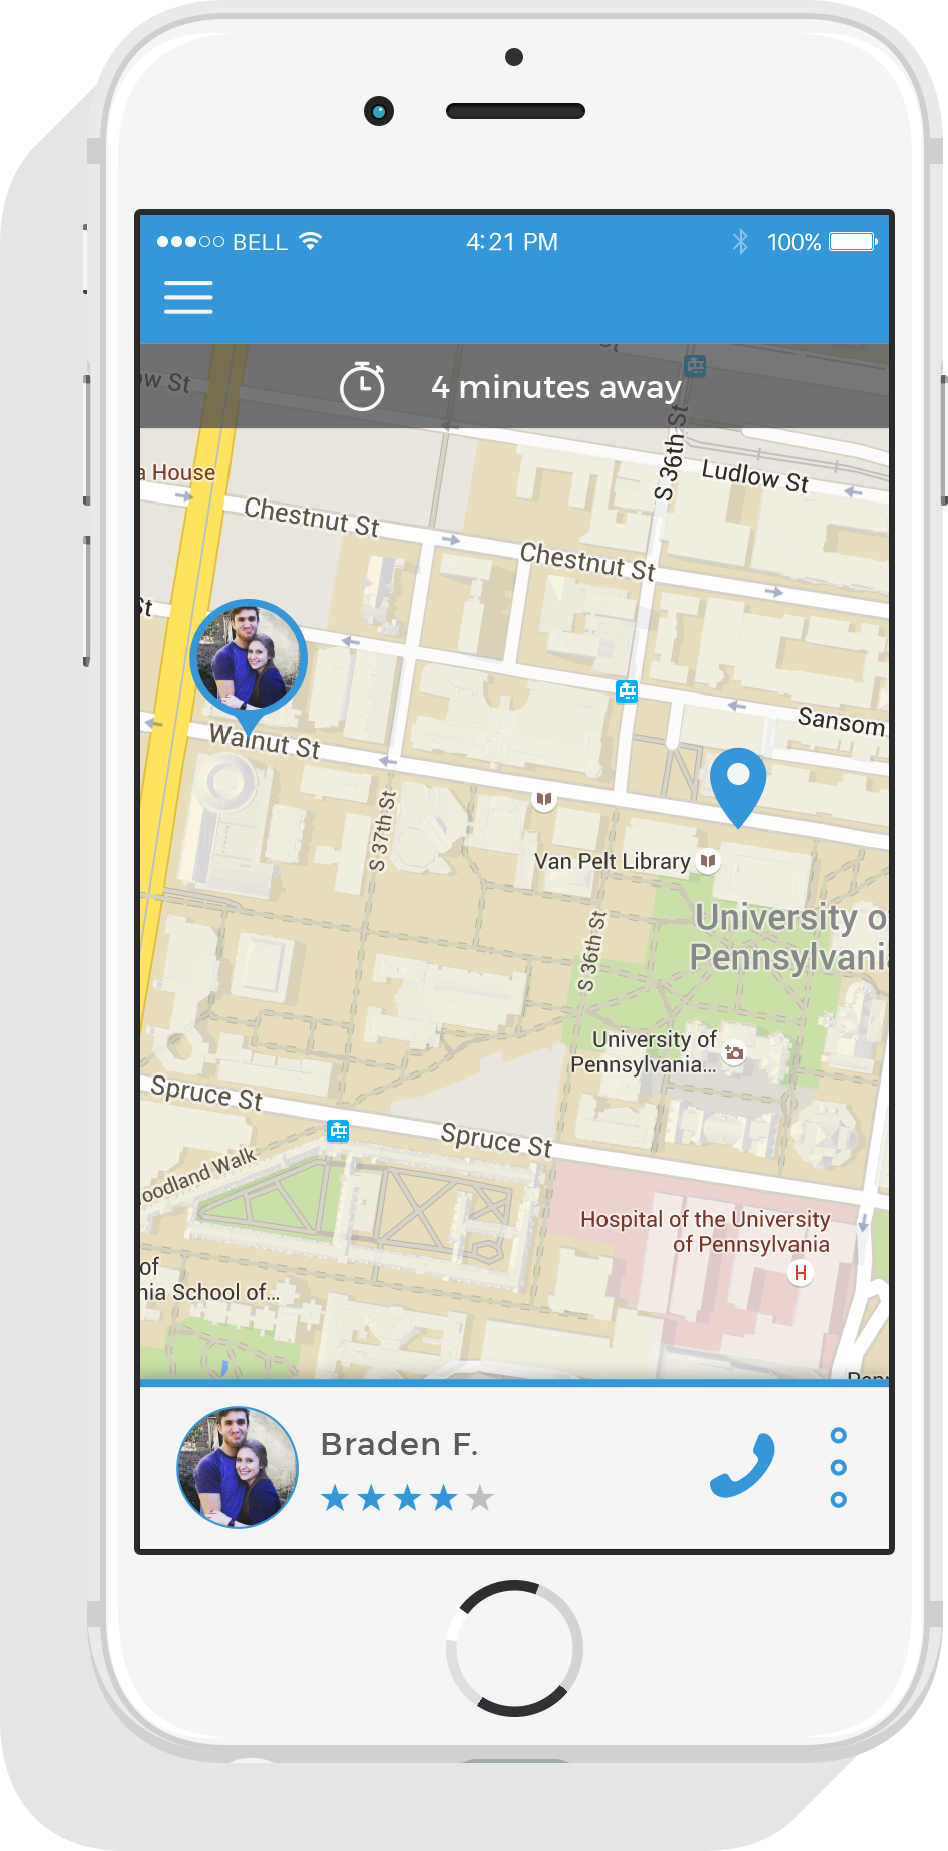 BELL 4:21 PM 100%
4 minutes away
ow St
S 36th St
Ludlow St
a House
Chestnut St
Chestnut St
St
Sansom
Walnut St
S 37th St
Van Pelt Library
University o
Pennsylvania
S 36th St
University of
Pennsylvania...
Spruce St
Spruce St
oodland Walk
Hospital of the University
of Pennsylvania
H
of
nia School of...
Braden F.